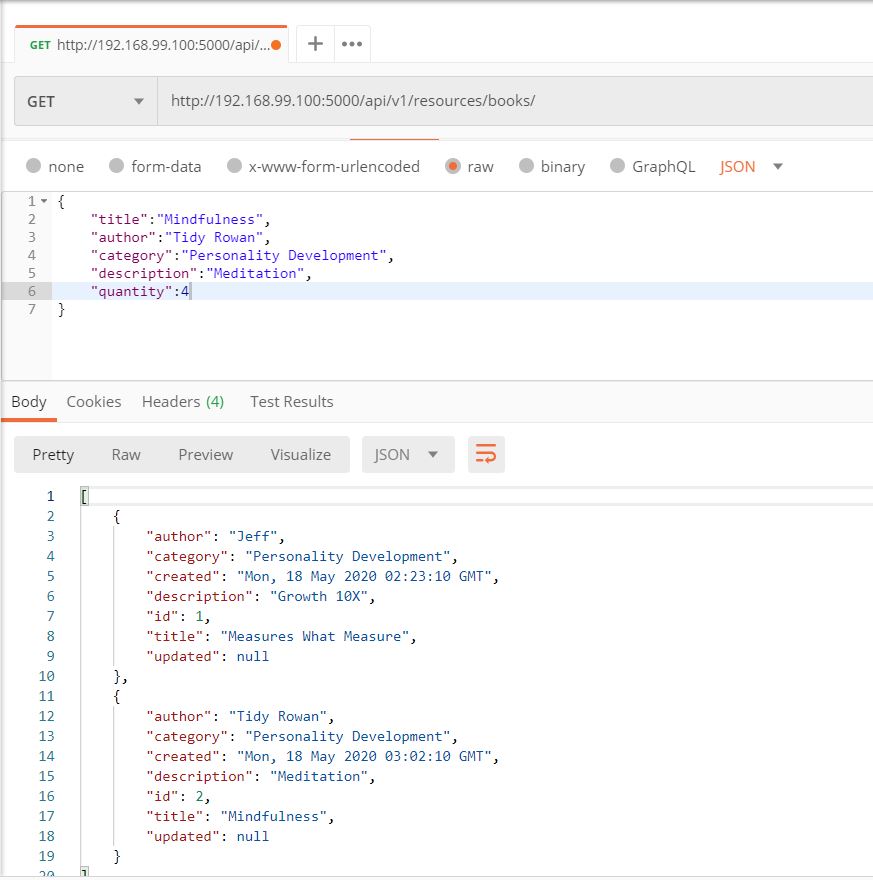 GET http://192.168.99.100:5000/api/...
GET http://192.168.99.100:5000/api/v1/resources/books/
none form-data x-www-form-urlencoded raw binary GraphQL JSON
1 {
2 "title":"Mindfulness",
3 "author":"Tidy Rowan",
4 "category":"Personality Development",
5 "description":"Meditation",
6 "quantity":4
7 }
Body Cookies Headers (4) Test Results
Pretty Raw Preview Visualize JSON
1 [
2 {
3 "author": "Jeff",
4 "category": "Personality Development",
5 "created": "Mon, 18 May 2020 02:23:10 GMT",
6 "description": "Growth 10X",
7 "id": 1,
8 "title": "Measures What Measure",
9 "updated": null
10 },
11 {
12 "author": "Tidy Rowan",
13 "category": "Personality Development",
14 "created": "Mon, 18 May 2020 03:02:10 GMT",
15 "description": "Meditation",
16 "id": 2,
17 "title": "Mindfulness",
18 "updated": null
19 }
20 ]